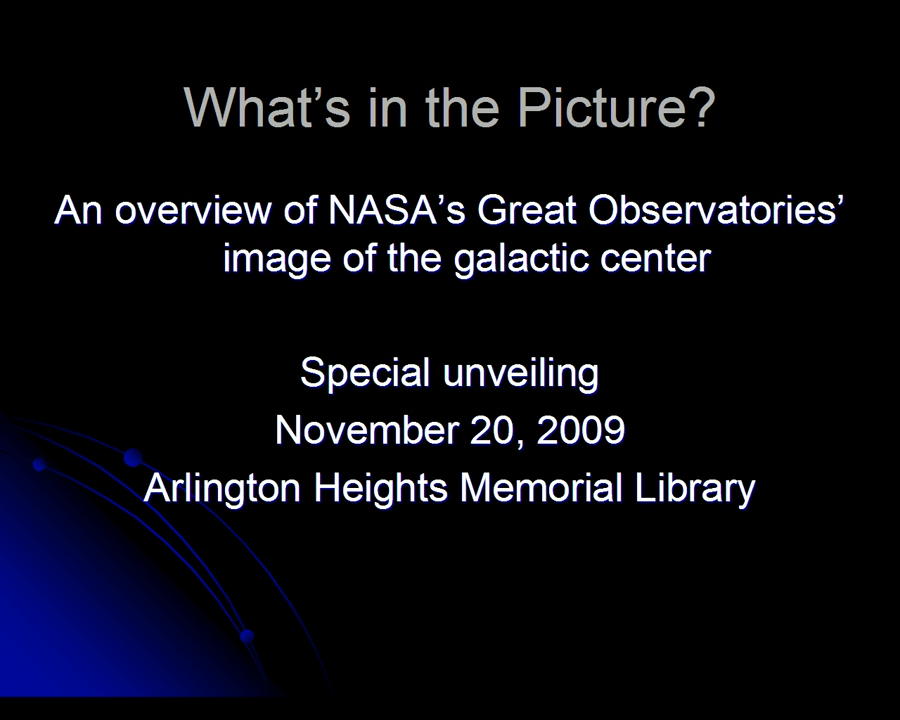 What’s in the Picture?
An overview of NASA’s Great Observatories’
image of the galactic center
Special unveiling
November 20, 2009
Arlington Heights Memorial Library